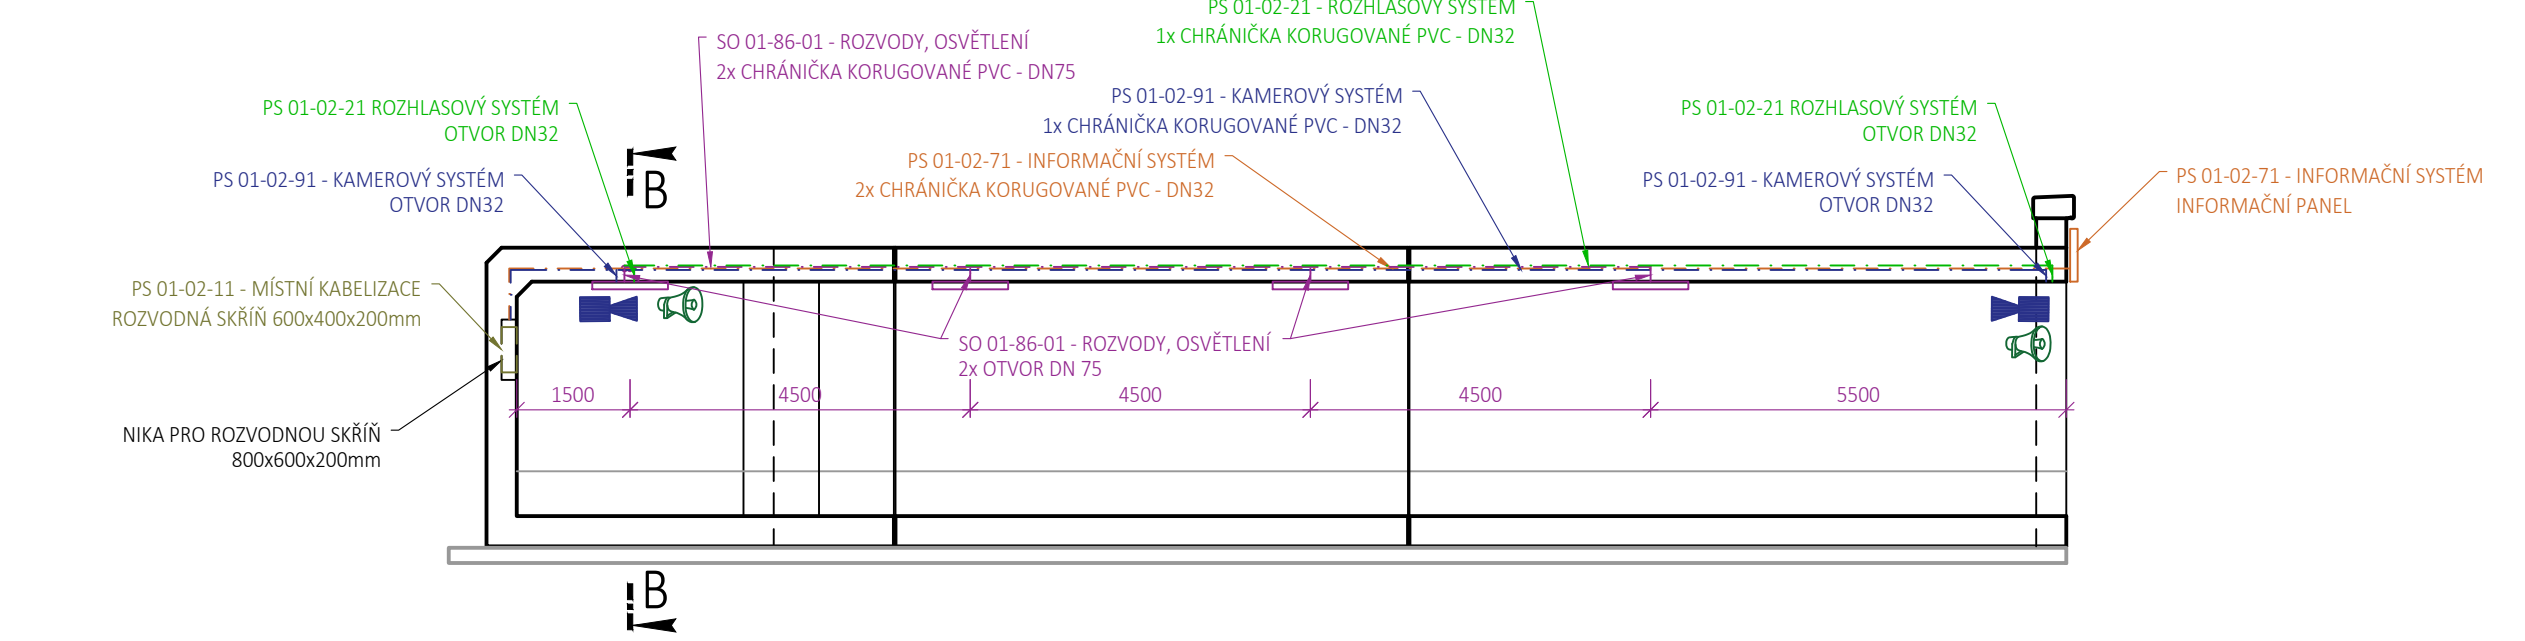 PS 01-02-21 - ROZHLASOVÝ SYSTÉM
1x CHRÁNIČKA KORUGOVANÉ PVC - DN32
SO 01-86-01 - ROZVODY, OSVĚTLENÍ
2x CHRÁNIČKA KORUGOVANÉ PVC - DN75
PS 01-02-91 - KAMEROVÝ SYSTÉM
1x CHRÁNIČKA KORUGOVANÉ PVC - DN32
PS 01-02-21 ROZHLASOVÝ SYSTÉM
OTVOR DN32
PS 01-02-21 ROZHLASOVÝ SYSTÉM
OTVOR DN32
PS 01-02-71 - INFORMAČNÍ SYSTÉM
2x CHRÁNIČKA KORUGOVANÉ PVC - DN32
PS 01-02-91 - KAMEROVÝ SYSTÉM
OTVOR DN32
B
PS 01-02-91 - KAMEROVÝ SYSTÉM
OTVOR DN32
PS 01-02-71 - INFORMAČNÍ SYSTÉM
INFORMAČNÍ PANEL
PS 01-02-11 - MÍSTNÍ KABELIZACE
ROZVODNÁ SKŘÍŇ 600x400x200mm
SO 01-86-01 - ROZVODY, OSVĚTLENÍ
2x OTVOR DN 75
1500 4500 4500 4500 5500
NIKA PRO ROZVODNOU SKŘÍŇ
800x600x200mm
B